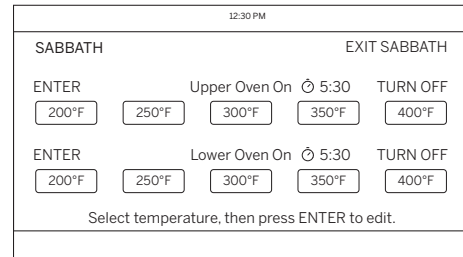 12:30 PM
SABBATH EXIT SABBATH
ENTER Upper Oven On 5:30 TURN OFF
200°F 250°F 300°F 350°F 400°F
ENTER Lower Oven On 5:30 TURN OFF
200°F 250°F 300°F 350°F 400°F
Select temperature, then press ENTER to edit.